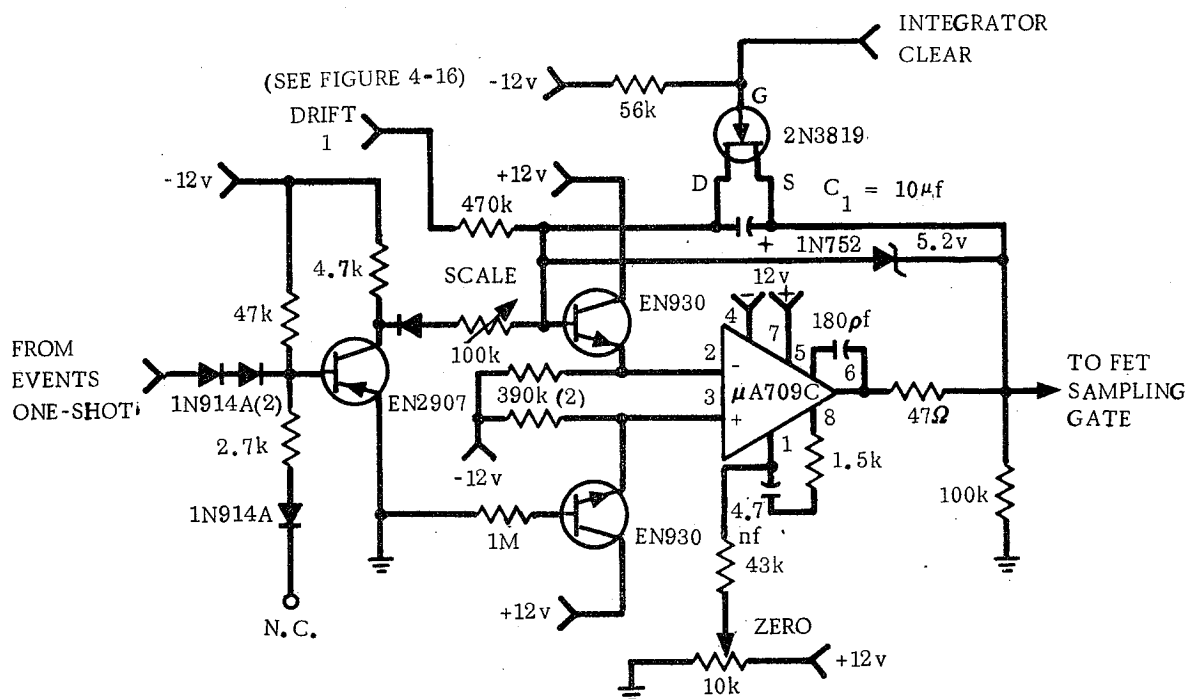 INTEGRATOR
CLEAR
(SEE FIGURE 4-16)
DRIFT
1
-12v
56k
G
2N3819
D
S
C1 = 10μf
+
-12v
+12v
470k
1N752
5.2v
4.7k
SCALE
EN930
12v
- +
47k
100k
4
7
180pf
5
6
2
-
FROM
EVENTS
ONE-SHOT
1N914A(2)
EN2907
390k (2)
3
+
μA709C
47Ω
TO FET
SAMPLING
GATE
8
1
1.5k
2.7k
-12v
1N914A
1M
EN930
4.7
nf
43k
100k
N.C.
+12v
ZERO
10k
+12v